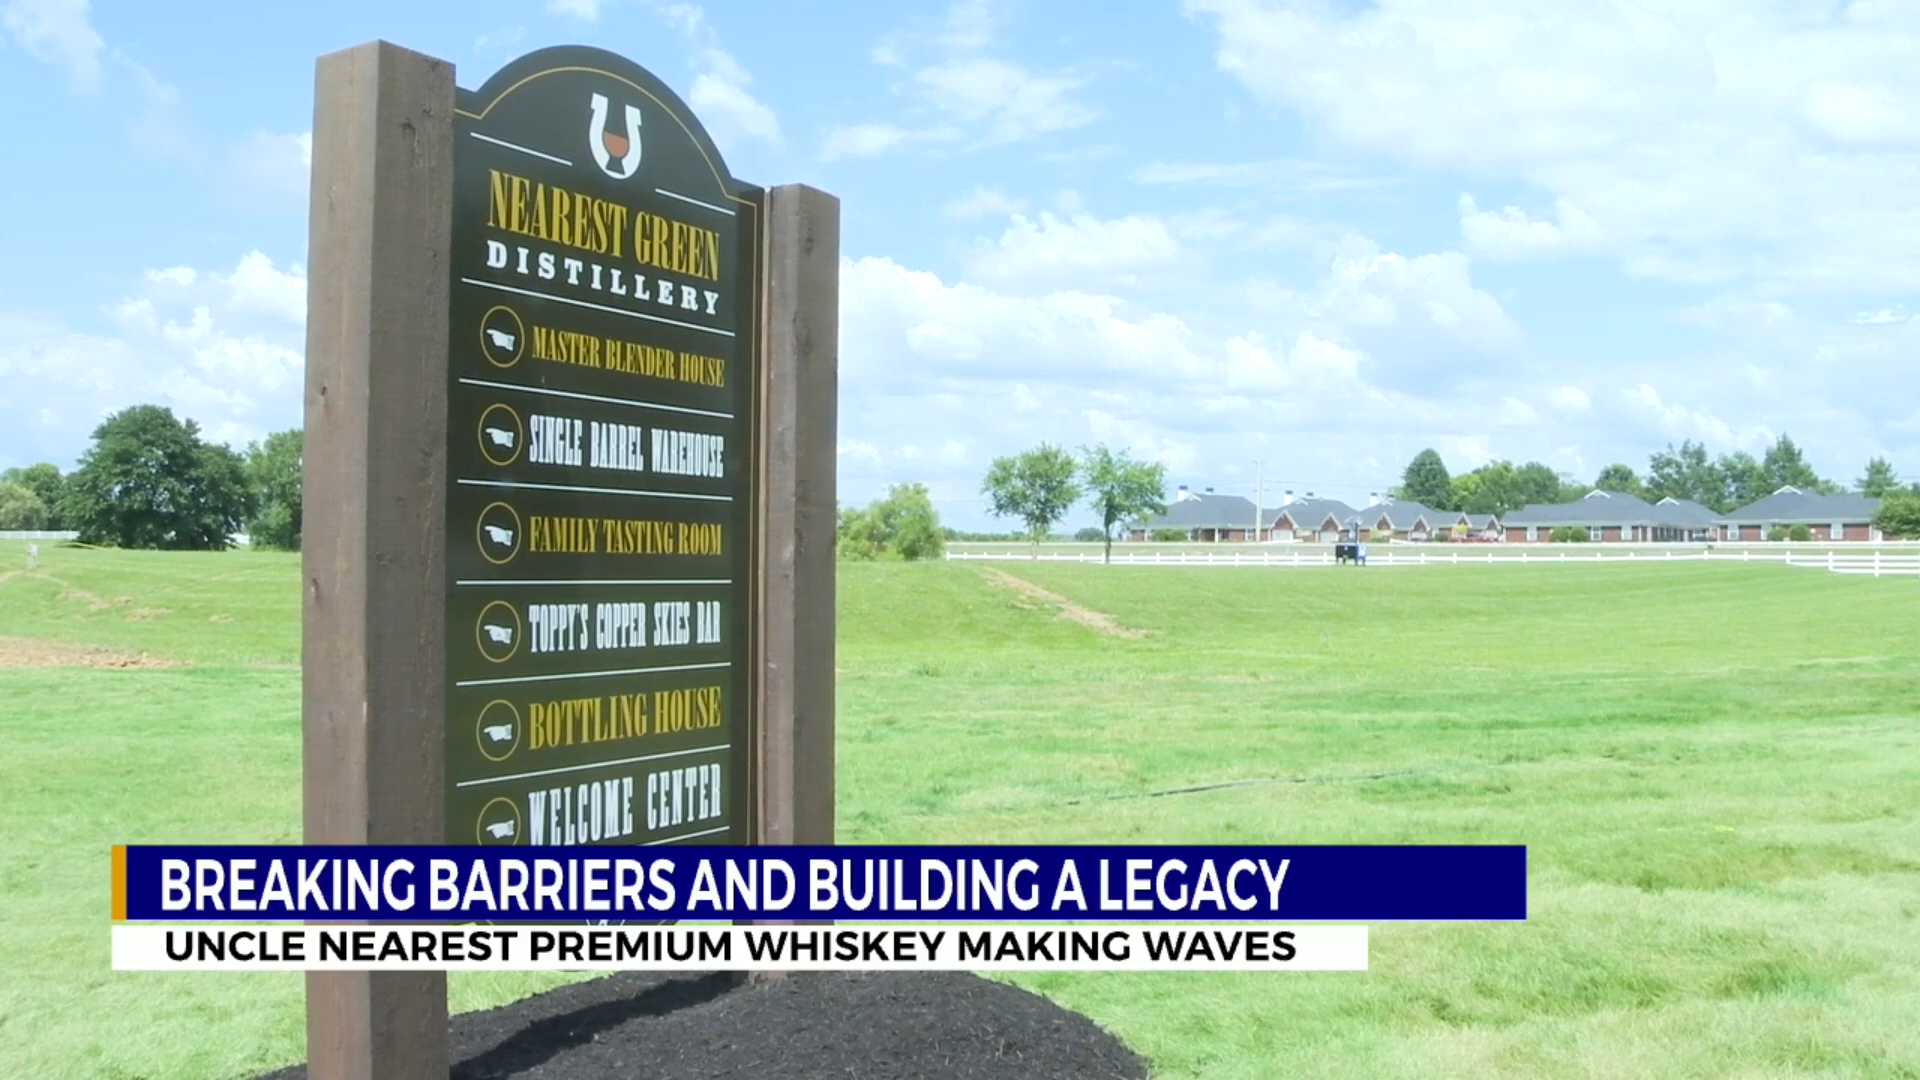 NEAREST GREEN
DISTILLERY
MASTER BLENDER HOUSE
SINGLE BARREL WAREHOUSE
FAMILY TASTING ROOM
TOPPY'S COPPER SKIES BAR
BOTTLING HOUSE
WELCOME CENTER
BREAKING BARRIERS AND BUILDING A LEGACY
UNCLE NEAREST PREMIUM WHISKEY MAKING WAVES